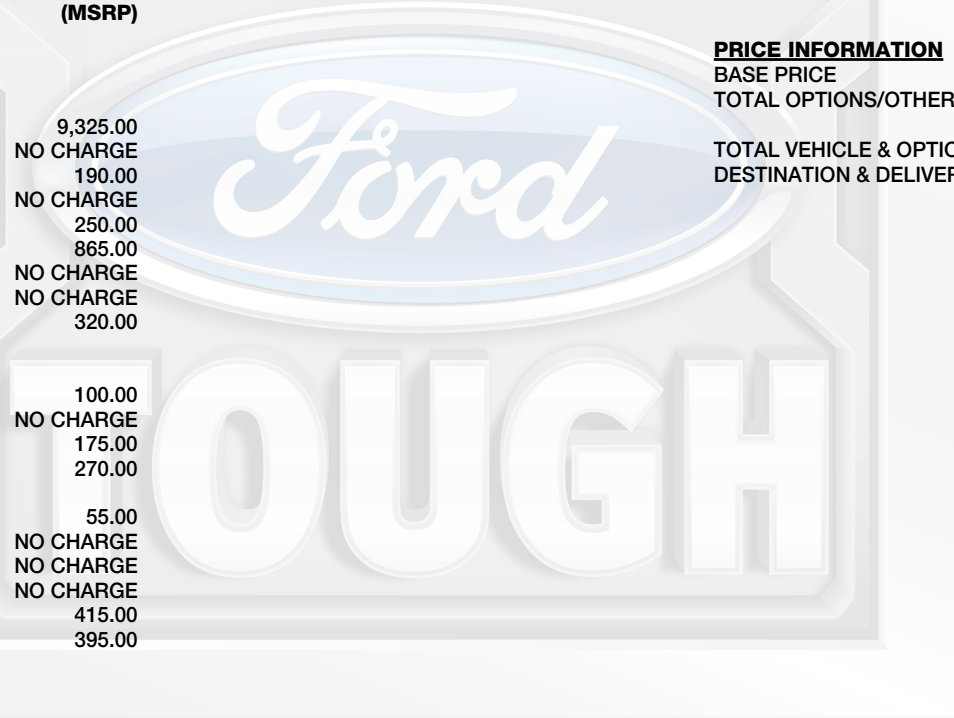 (MSRP)
9,325.00
NO CHARGE
190.00
NO CHARGE
250.00
865.00
NO CHARGE
NO CHARGE
320.00
100.00
NO CHARGE
175.00
270.00
55.00
NO CHARGE
NO CHARGE
NO CHARGE
415.00
395.00
PRICE INFORMATION
BASE PRICE
TOTAL OPTIONS/OTHER
TOTAL VEHICLE & OPTIO
DESTINATION & DELIVER
Ford
TOUGH